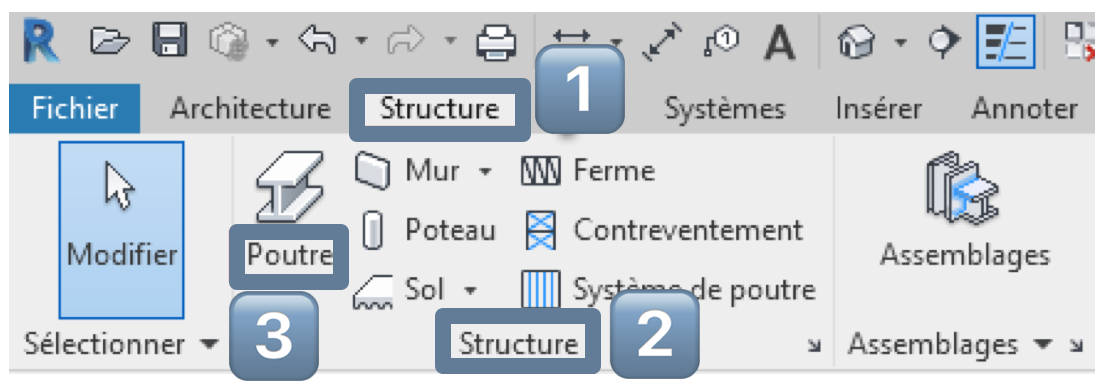 R
1 A
Fichier Architecture Structure 1 Systèmes Insérer Annoter
Mur Ferme
Poteau Contreventement
Modifier Poutre Assemblages
Sol Système de poutre
Sélectionner 3 Structure 2 Assemblages